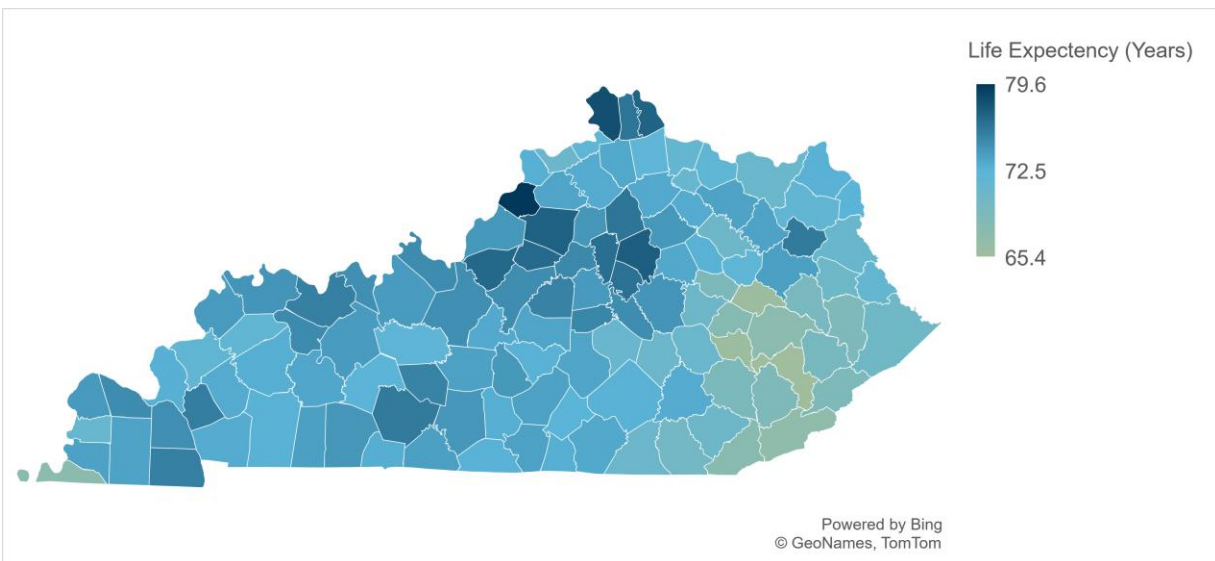 Life Expectency (Years)
79.6
72.5
65.4
Powered by Bing
© GeoNames, TomTom